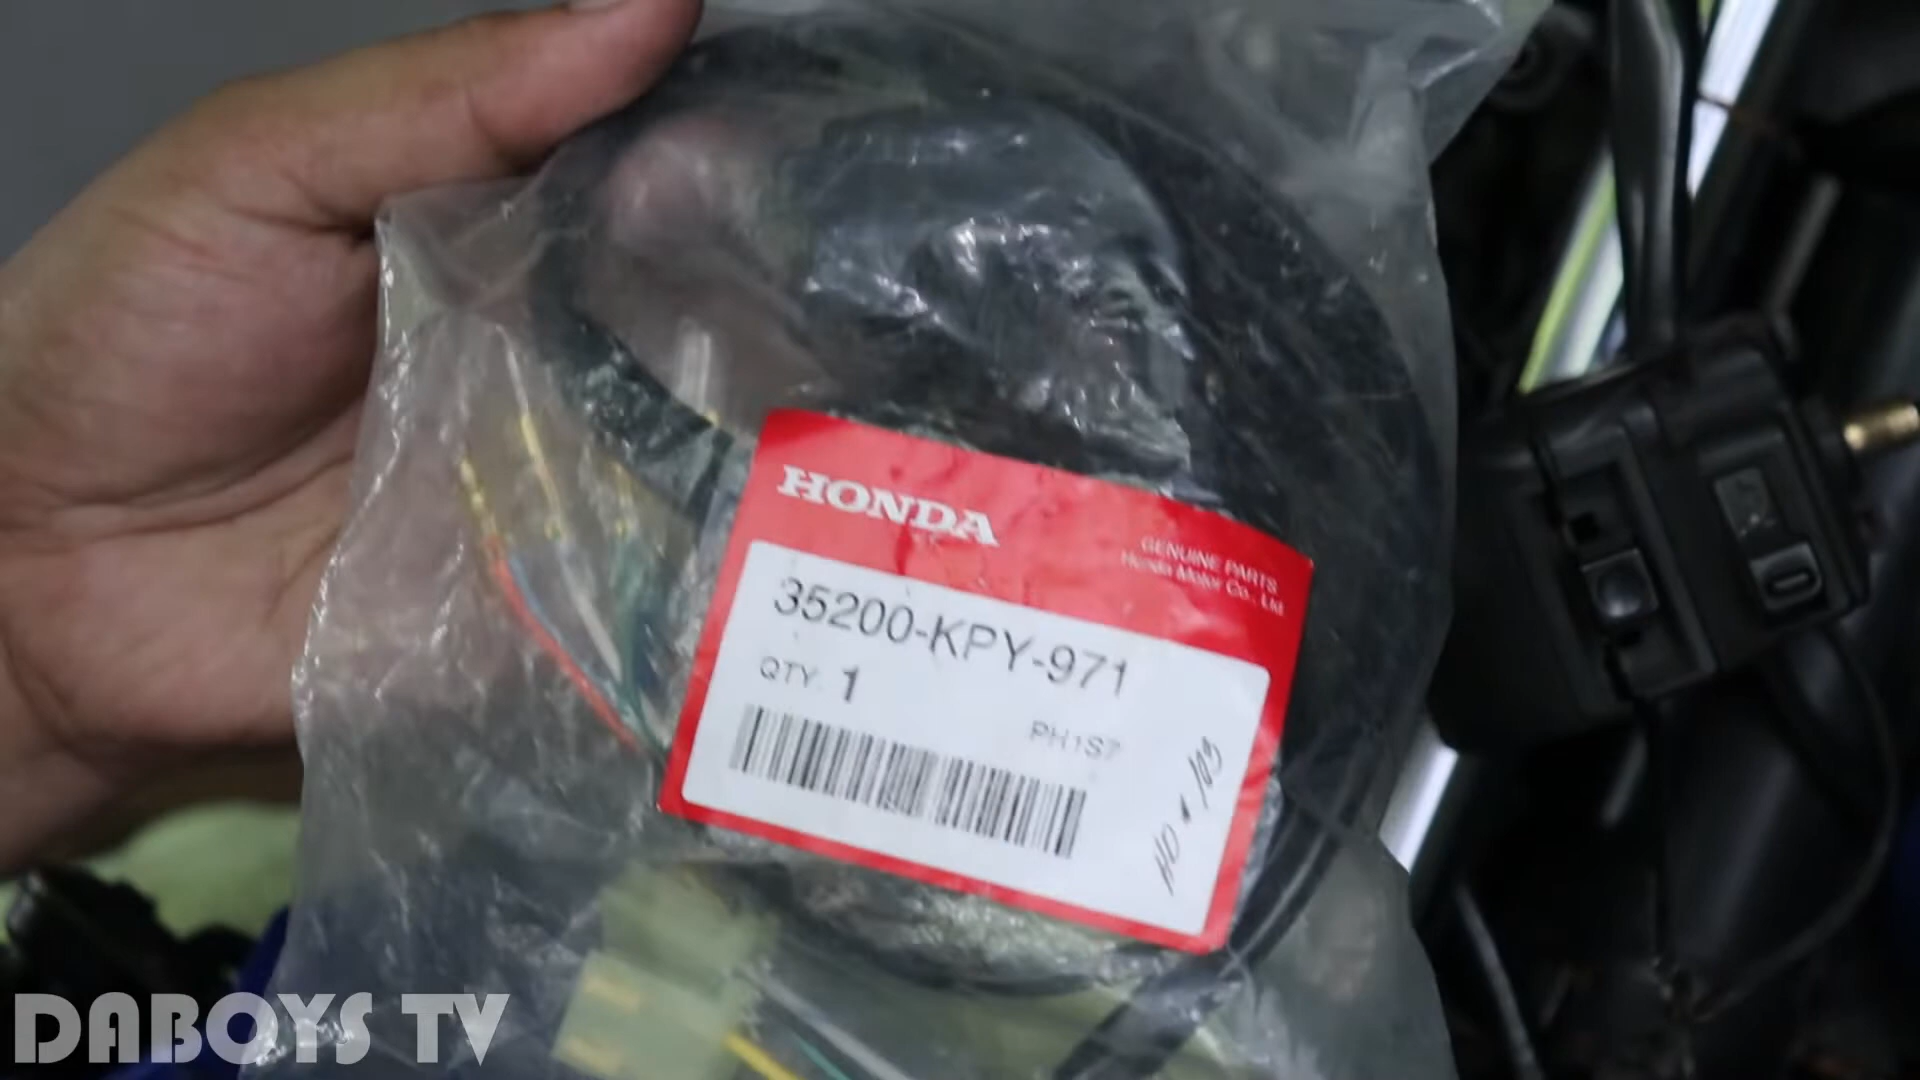 HONDA
GENUINE PARTS
Honda Motor Co., Ltd
35200-KPY-971
QTY. 1
PH1S7
DABOYS TV